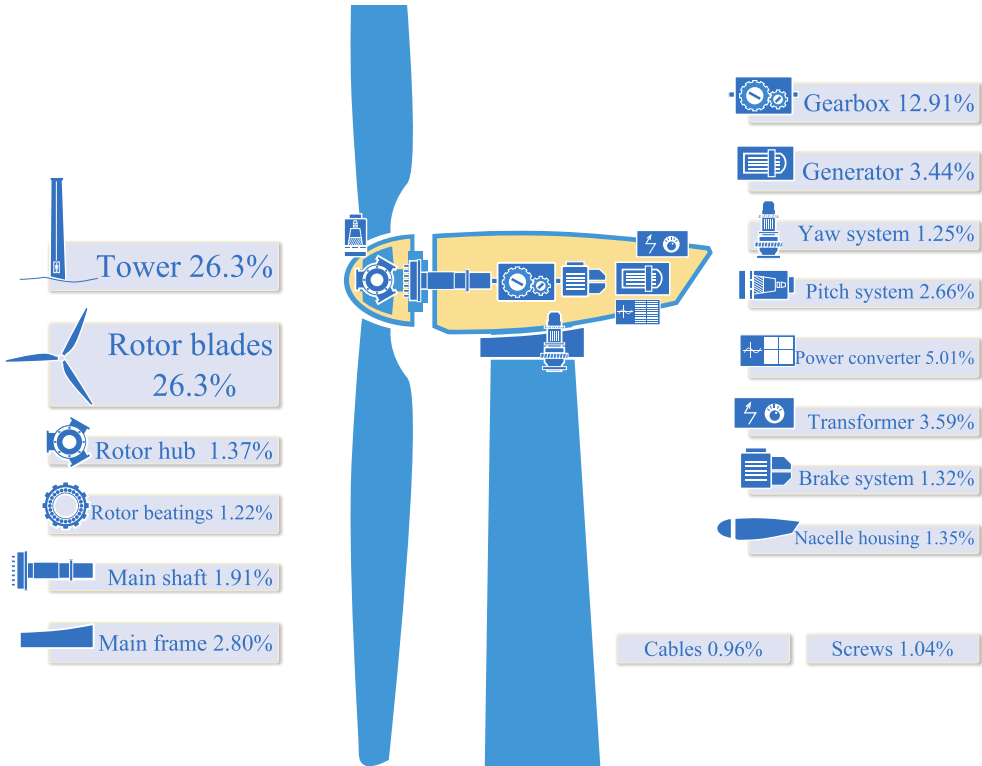 Tower 26.3%
Rotor blades
26.3%
Rotor hub 1.37%
Rotor beatings 1.22%
Main shaft 1.91%
Main frame 2.80%
Gearbox 12.91%
Generator 3.44%
Yaw system 1.25%
Pitch system 2.66%
Power converter 5.01%
Transformer 3.59%
Brake system 1.32%
Nacelle housing 1.35%
Cables 0.96%
Screws 1.04%